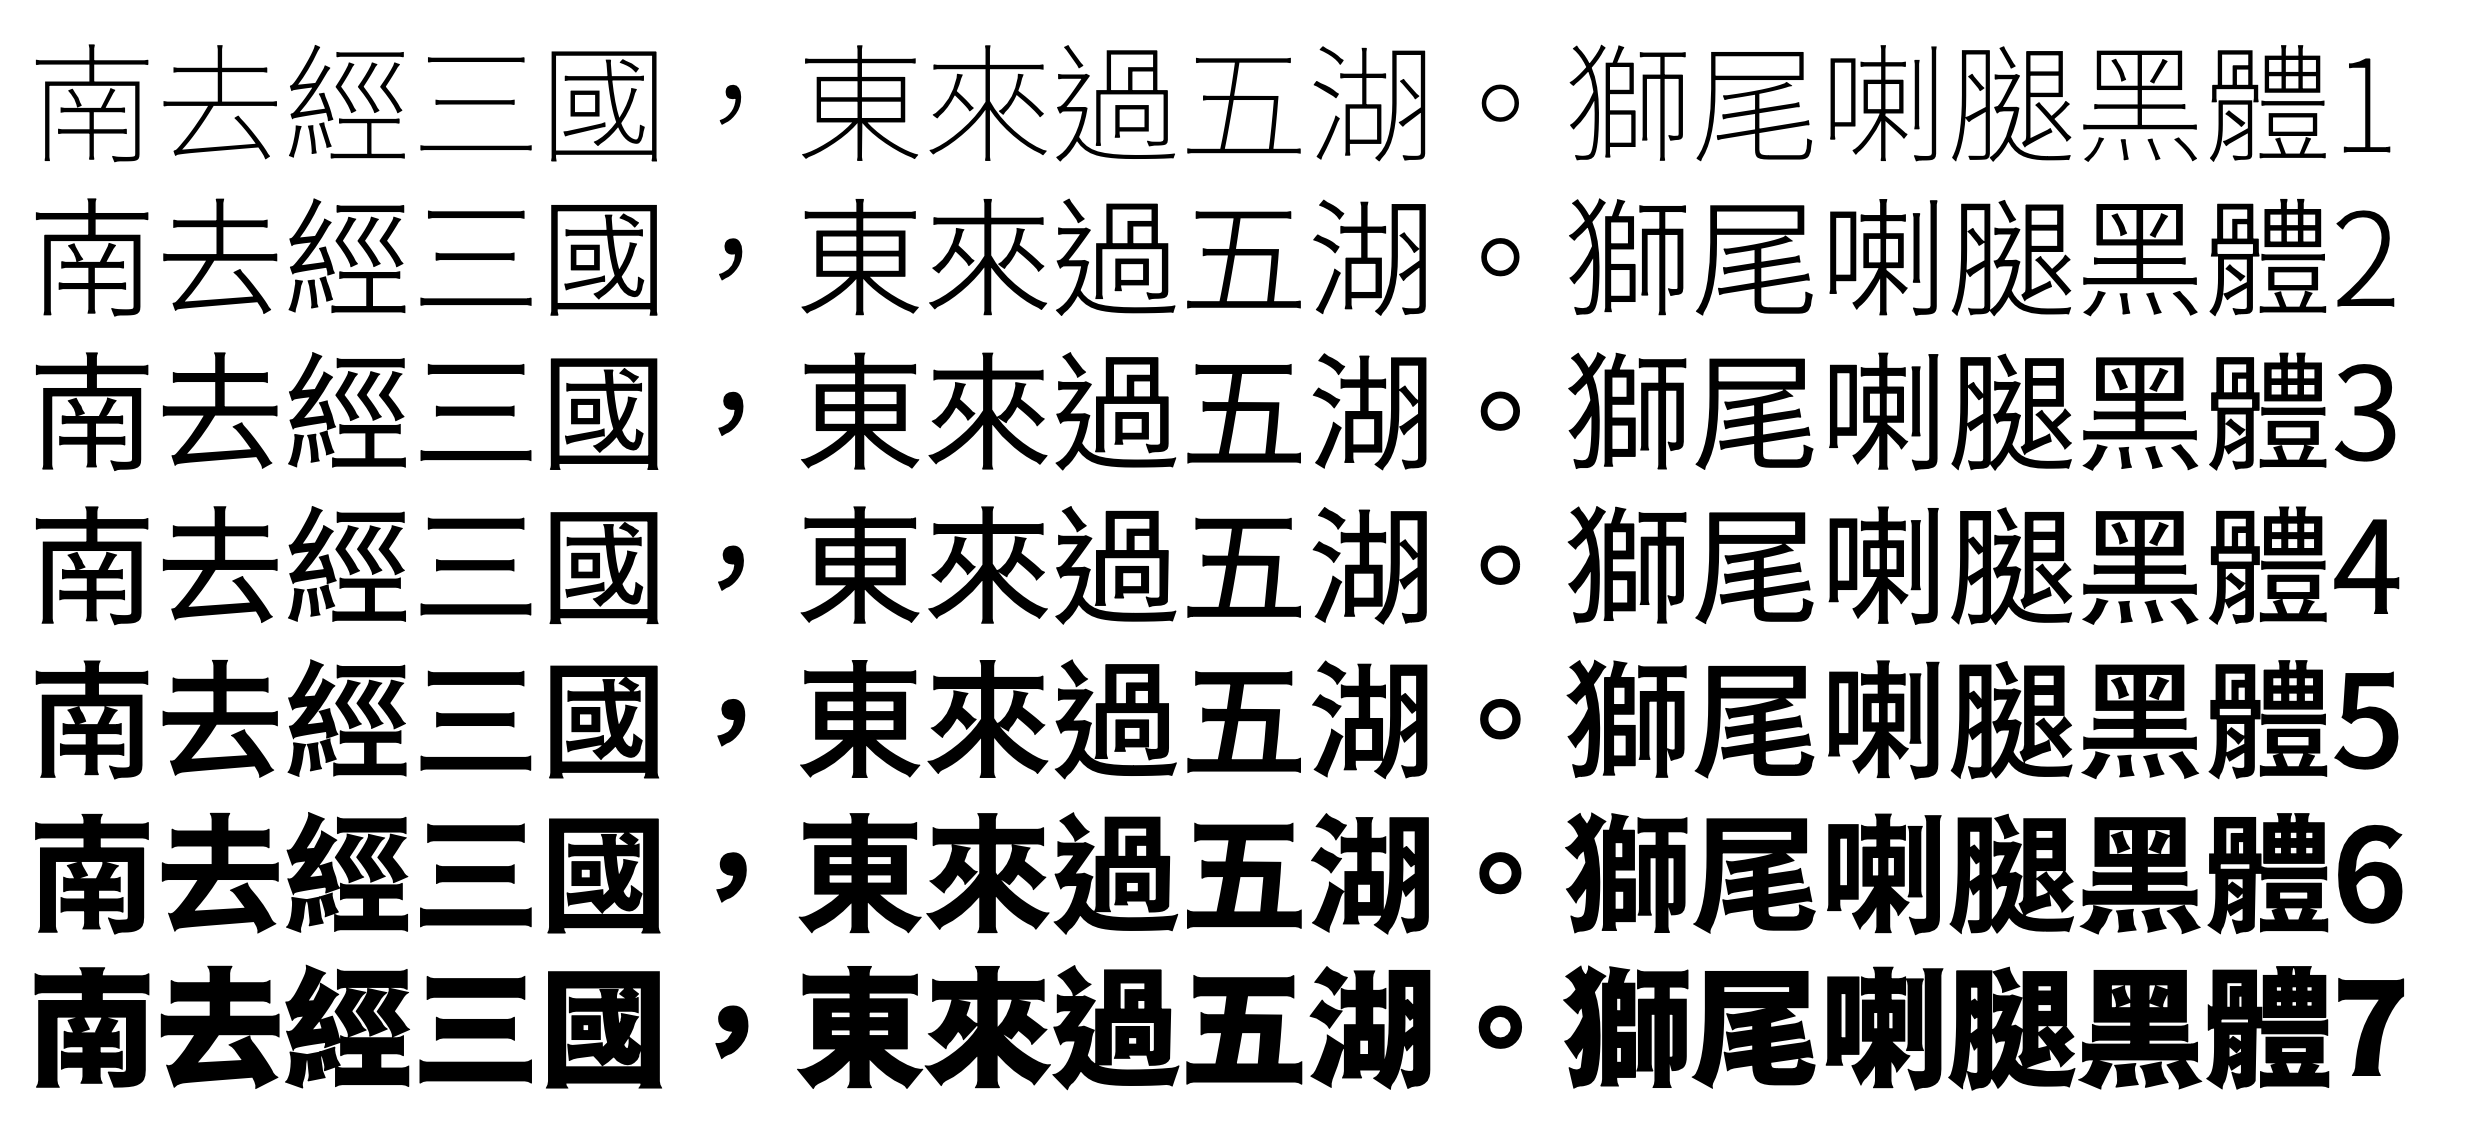 南去經三國，東來過五湖。獅尾喇腿黑體1
南去經三國，東來過五湖。獅尾喇腿黑體2
南去經三國，東來過五湖。獅尾喇腿黑體3
南去經三國，東來過五湖。獅尾喇腿黑體4
南去經三國，東來過五湖。獅尾喇腿黑體5
南去經三國，東來過五湖。獅尾喇腿黑體6
南去經三國，東來過五湖。獅尾喇腿黑體7